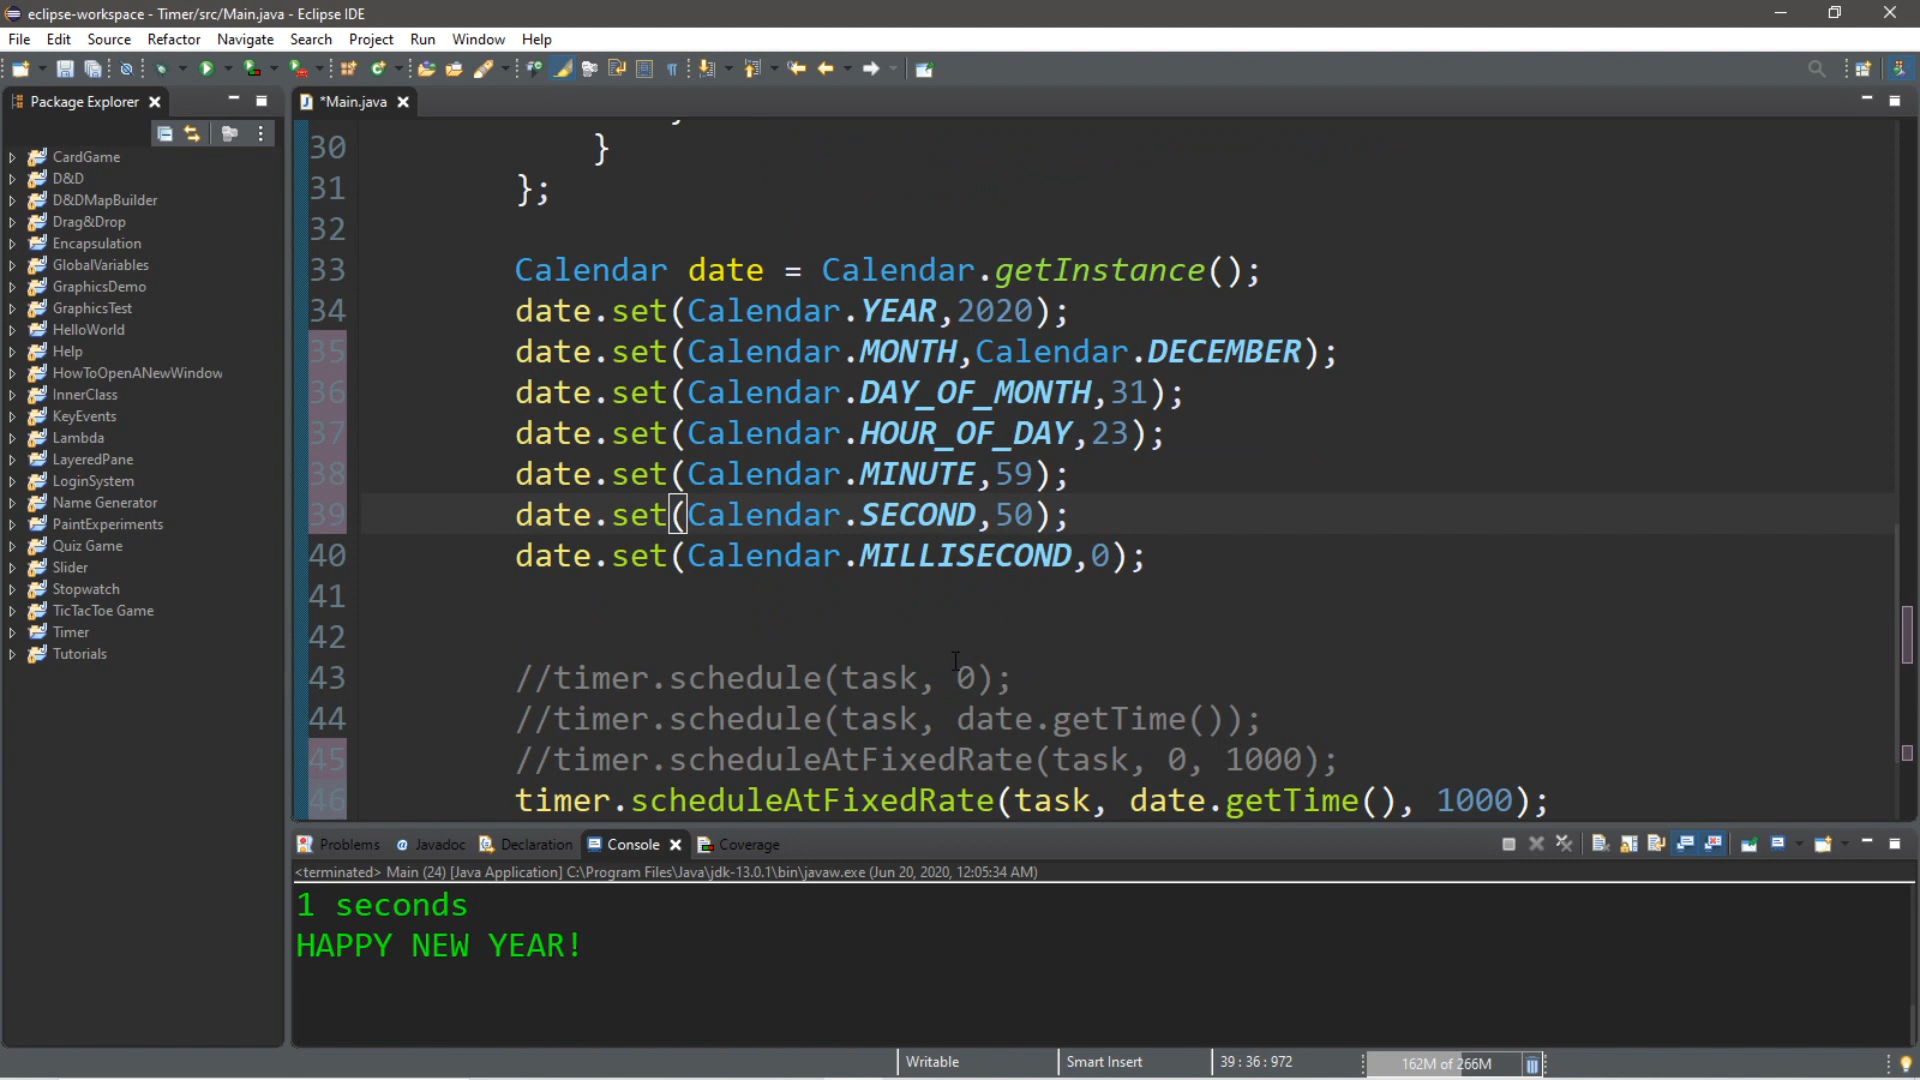 eclipse-workspace - Timer/src/Main.java - Eclipse IDE
File Edit Source Refactor Navigate Search Project Run Window Help
Package Explorer
*Main.java
CardGame
D&D
D&DMapBuilder
Drag&Drop
Encapsulation
GlobalVariables
GraphicsDemo
GraphicsTest
HelloWorld
Help
HowToOpenANewWindow
InnerClass
KeyEvents
Lambda
LayeredPane
LoginSystem
Name Generator
PaintExperiments
Quiz Game
Slider
Stopwatch
TicTacToe Game
Timer
Tutorials
30 }
31 };
32
33 Calendar date = Calendar.getInstance();
34 date.set(Calendar.YEAR,2020);
35 date.set(Calendar.MONTH,Calendar.DECEMBER);
36 date.set(Calendar.DAY_OF_MONTH,31);
37 date.set(Calendar.HOUR_OF_DAY,23);
38 date.set(Calendar.MINUTE,59);
39 date.set(Calendar.SECOND,50);
40 date.set(Calendar.MILLISECOND,0);
41
42
43 //timer.schedule(task, 0);
44 //timer.schedule(task, date.getTime());
45 //timer.scheduleAtFixedRate(task, 0, 1000);
46 timer.scheduleAtFixedRate(task, date.getTime(), 1000);
Problems Javadoc Declaration Console Coverage
<terminated> Main (24) [Java Application] C:\Program Files\Java\jdk-13.0.1\bin\javaw.exe (Jun 20, 2020, 12:05:34 AM)
1 seconds
HAPPY NEW YEAR!
Writable Smart Insert 39 : 36 : 972 162M of 266M